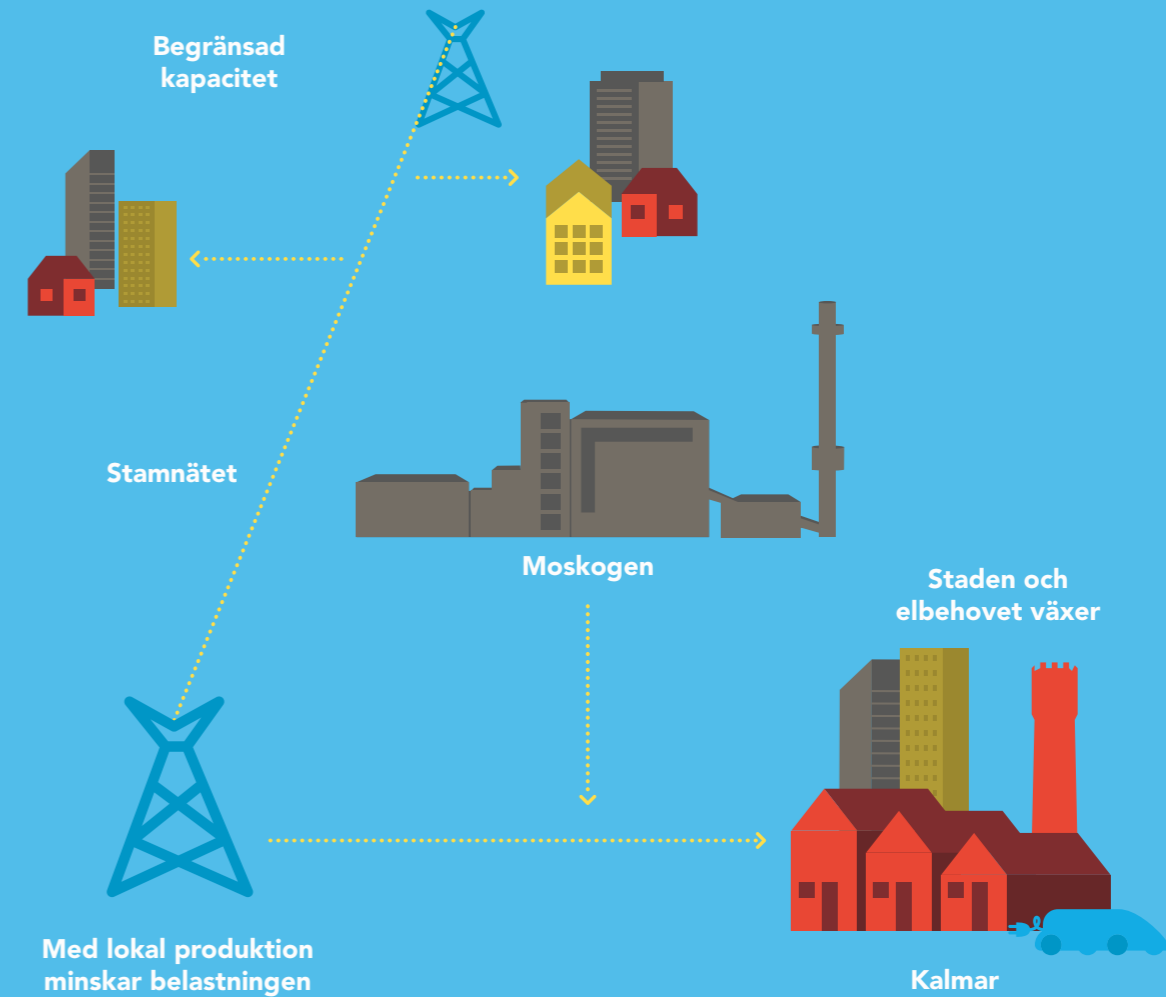 Begränsad
kapacitet
Stamnätet
Moskogen
Staden och
elbehovet växer
Med lokal produktion
minskar belastningen
Kalmar